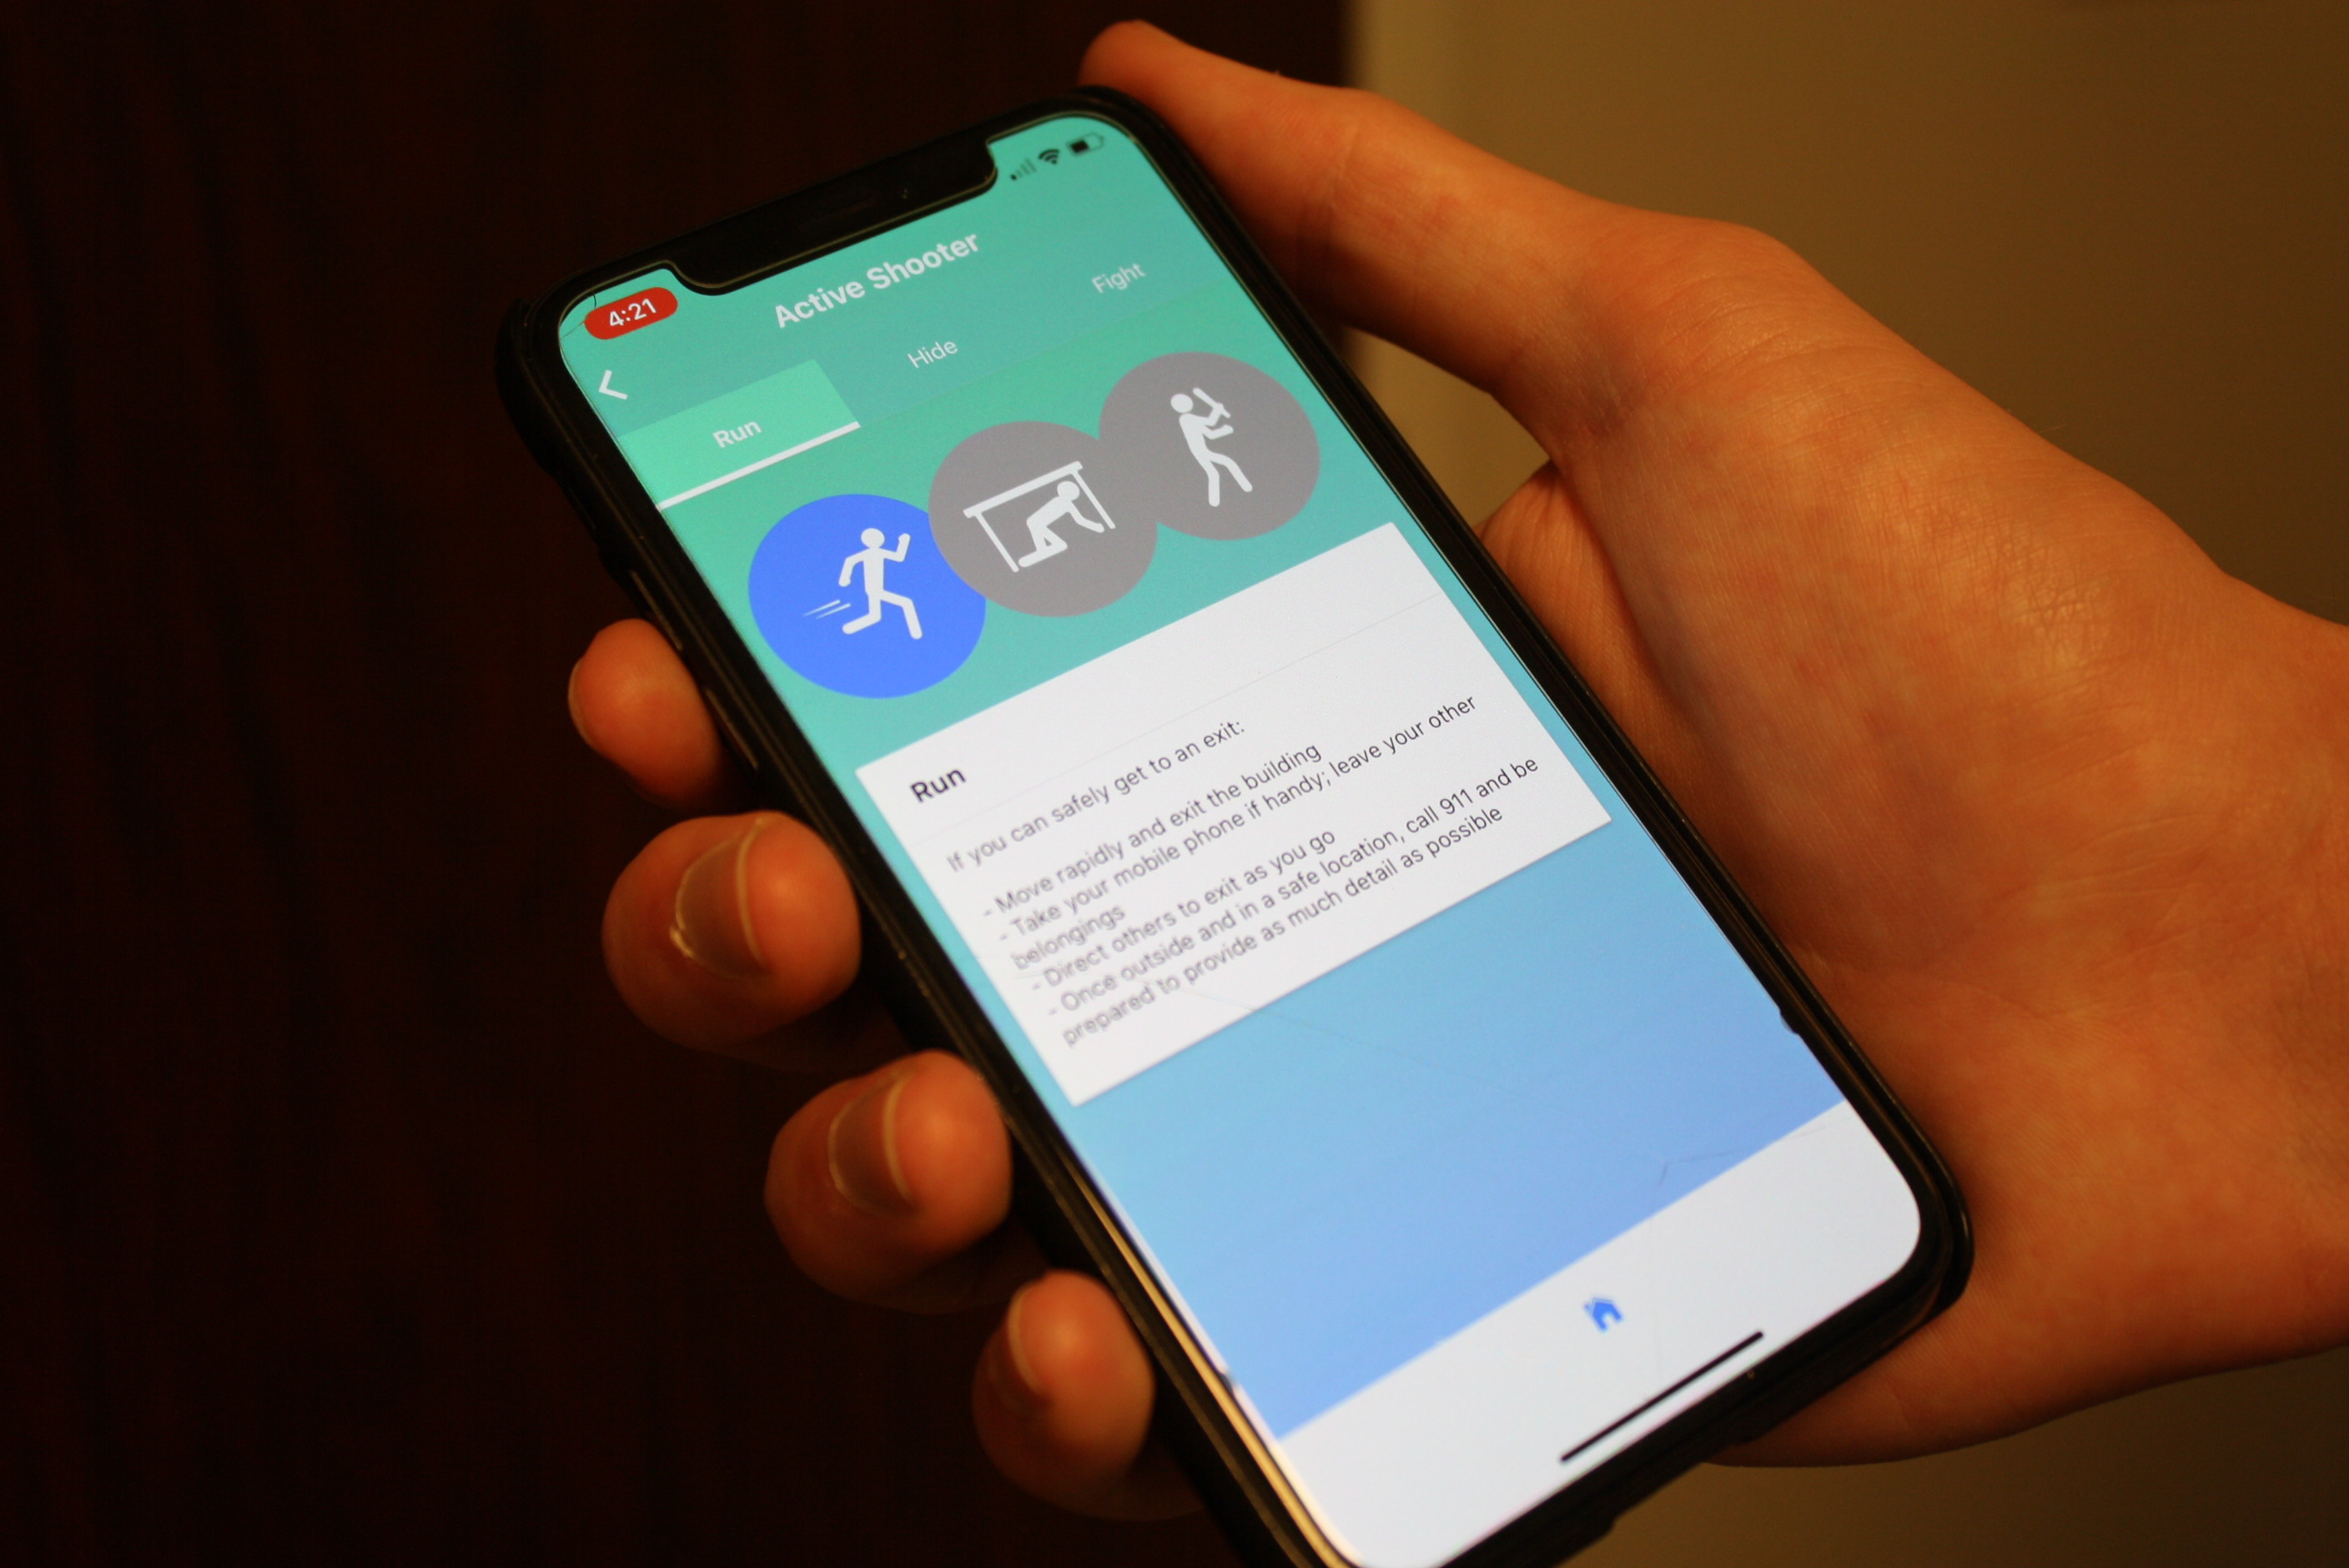 4:21
Active Shooter
Run
Hide
Fight
Run
If you can safely get to an exit:
- Move rapidly and exit the building
- Take your mobile phone if handy; leave your other
belongings
- Direct others to exit as you go
- Once outside and in a safe location, call 911 and be
prepared to provide as much detail as possible